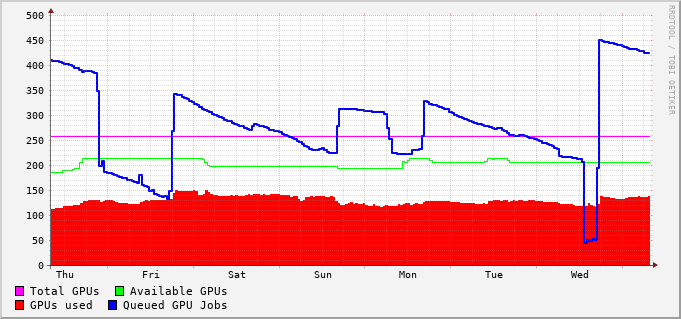 RRDTOOL / TOBI OETIKER
500
450
400
350
300
250
200
150
100
50
0
Thu Fri Sat Sun Mon Tue Wed
Total GPUs Available GPUs
GPUs used Queued GPU Jobs